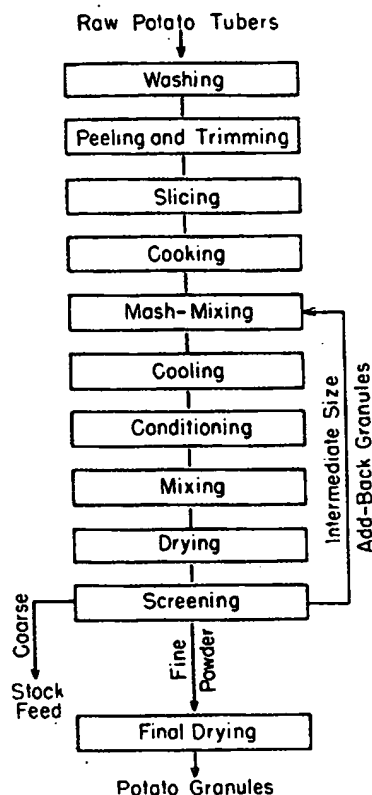 Raw Potato Tubers
Washing
Peeling and Trimming
Slicing
Cooking
Mash-Mixing
Cooling
Conditioning
Mixing
Drying
Screening
Intermediate Size
Add-Back Granules
Coarse
Stock
Feed
Fine
Powder
Final Drying
Potato Granules